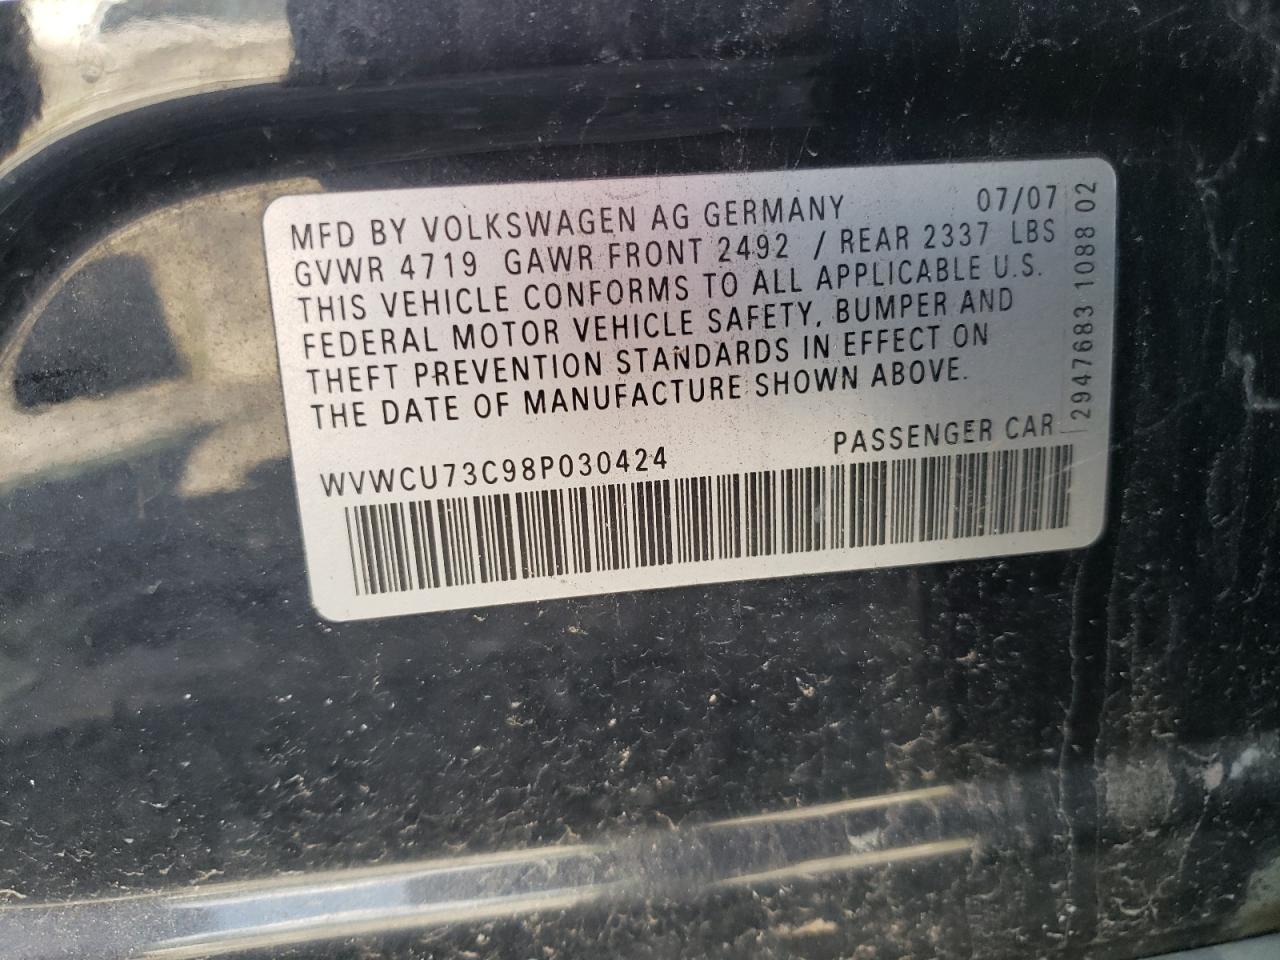 MFD BY VOLKSWAGEN AG GERMANY 07/07
GVWR 4719 GAWR FRONT 2492 / REAR 2337 LBS
THIS VEHICLE CONFORMS TO ALL APPLICABLE U.S.
FEDERAL MOTOR VEHICLE SAFETY, BUMPER AND
THEFT PREVENTION STANDARDS IN EFFECT ON
THE DATE OF MANUFACTURE SHOWN ABOVE.
WVWCU73C98P030424 PASSENGER CAR
2947683 1088 02